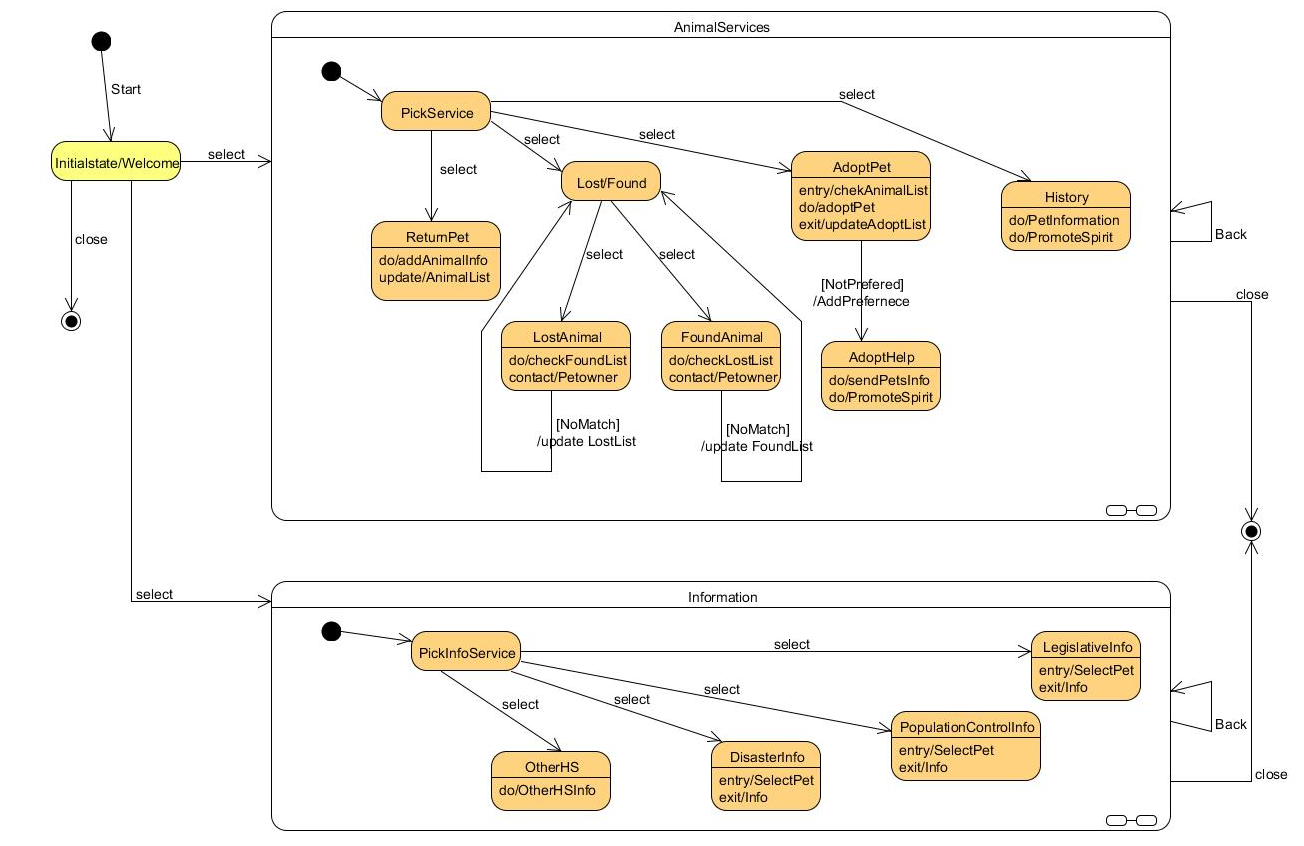 AnimalServices
Start
Initialstate/Welcome
select
close
PickService
select
select
select
select
Lost/Found
AdoptPet
entry/chekAnimalList
do/adoptPet
exit/updateAdoptList
History
do/PetInformation
do/PromoteSpirit
ReturnPet
do/addAnimalInfo
update/AnimalList
select
select
Back
[NotPrefered]
/AddPrefernece
close
LostAnimal
do/checkFoundList
contact/Petowner
FoundAnimal
do/checkLostList
contact/Petowner
AdoptHelp
do/sendPetsInfo
do/PromoteSpirit
[NoMatch]
/update LostList
[NoMatch]
/update FoundList
select
Information
PickInfoService
select
select
select
select
LegislativeInfo
entry/SelectPet
exit/Info
PopulationControlInfo
entry/SelectPet
exit/Info
DisasterInfo
entry/SelectPet
exit/Info
OtherHS
do/OtherHSInfo
Back
close